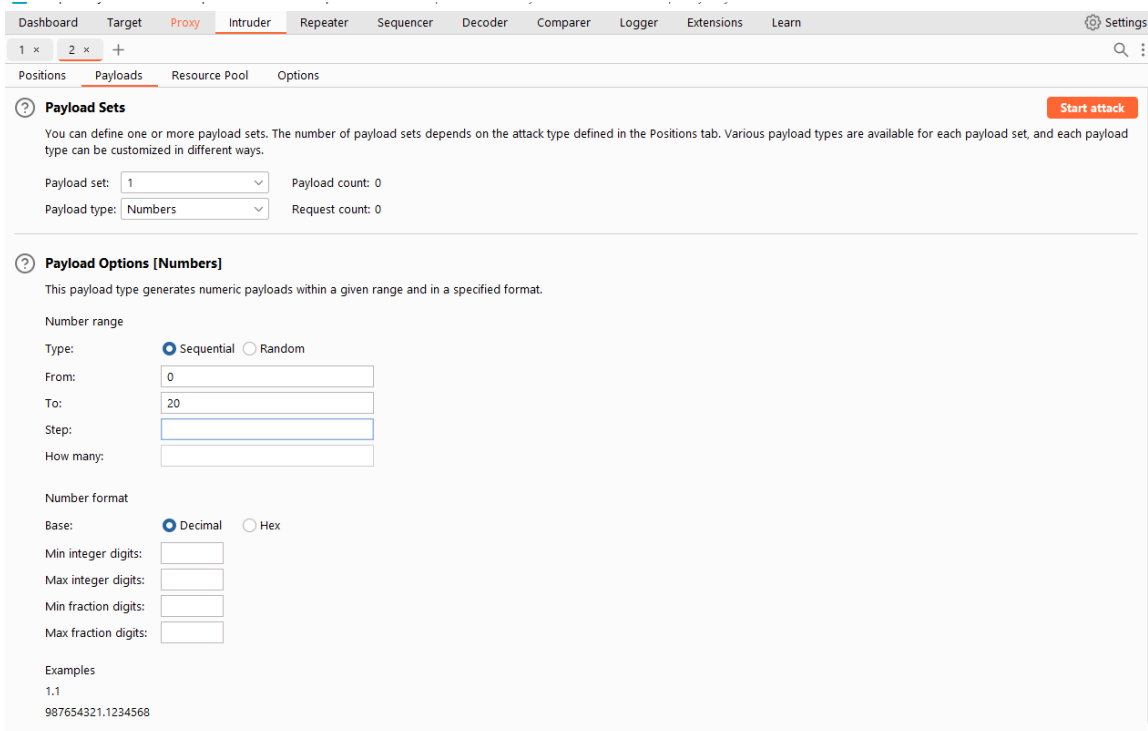 Dashboard Target Proxy Intruder Repeater Sequencer Decoder Comparer Logger Extensions Learn Settings
1 × 2 × +
Positions Payloads Resource Pool Options
? Payload Sets Start attack
You can define one or more payload sets. The number of payload sets depends on the attack type defined in the Positions tab. Various payload types are available for each payload set, and each payload
type can be customized in different ways.
Payload set: 1 Payload count: 0
Payload type: Numbers Request count: 0
? Payload Options [Numbers]
This payload type generates numeric payloads within a given range and in a specified format.
Number range
Type: Sequential Random
From: 0
To: 20
Step:
How many:
Number format
Base: Decimal Hex
Min integer digits:
Max integer digits:
Min fraction digits:
Max fraction digits:
Examples
1.1
987654321.1234568